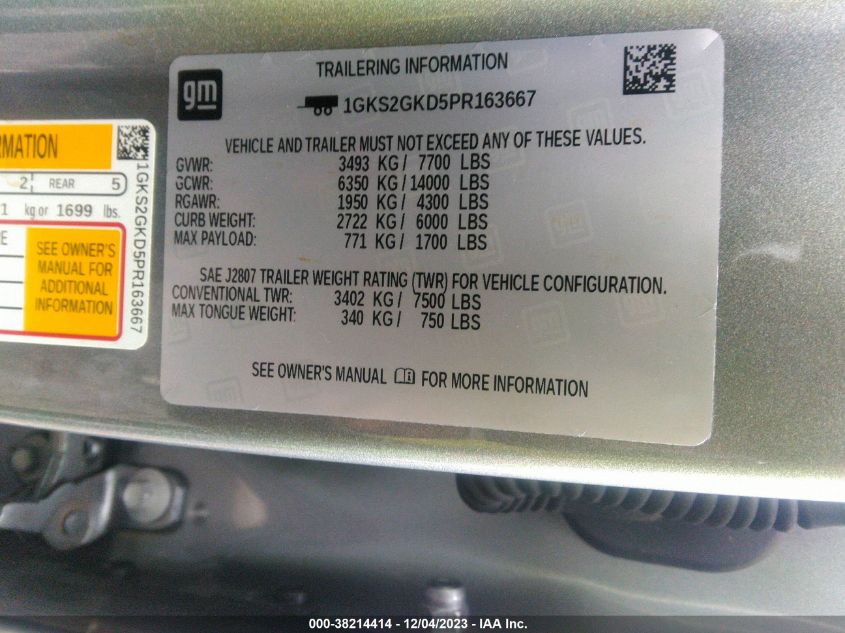 gm
TRAILERING INFORMATION
1GKS2GKD5PR163667
VEHICLE AND TRAILER MUST NOT EXCEED ANY OF THESE VALUES.
GVWR: 3493 KG / 7700 LBS
GCWR: 6350 KG / 14000 LBS
RGAWR: 1950 KG / 4300 LBS
CURB WEIGHT: 2722 KG / 6000 LBS
MAX PAYLOAD: 771 KG / 1700 LBS
SAE J2807 TRAILER WEIGHT RATING (TWR) FOR VEHICLE CONFIGURATION.
CONVENTIONAL TWR: 3402 KG / 7500 LBS
MAX TONGUE WEIGHT: 340 KG / 750 LBS
SEE OWNER'S MANUAL FOR MORE INFORMATION
RMATION
2 REAR 5
1 kg or 1699 lbs.
RE
SEE OWNER'S
MANUAL FOR
ADDITIONAL
INFORMATION
1GKS2GKD5PR163667
000-38214414 - 12/04/2023 - IAA Inc.